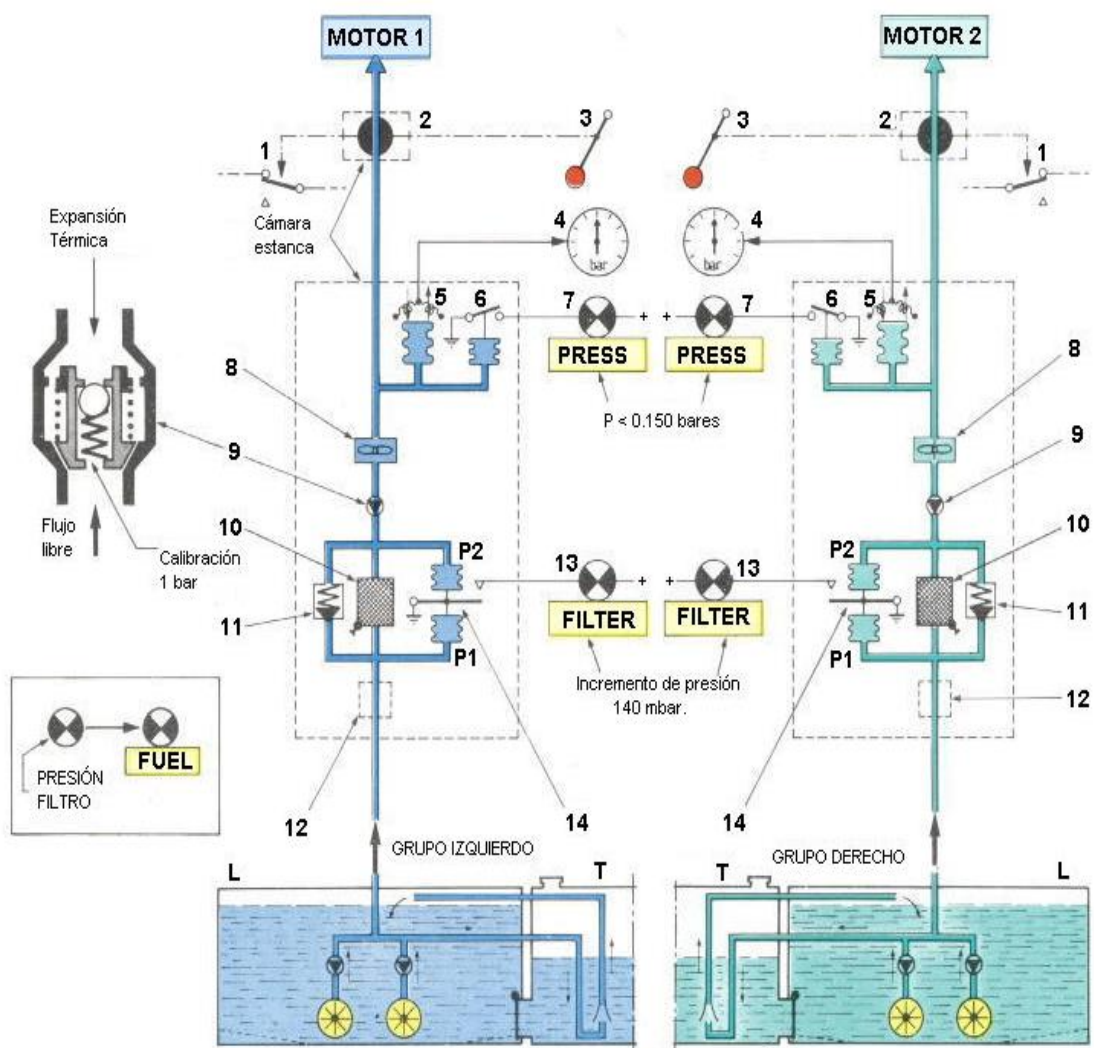 MOTOR 1
MOTOR 2
2
3
3
2
1
1
Expansión
Térmica
Cámara
estanca
4
4
bar
bar
5
6
7
7
6
5
PRESS
PRESS
8
8
P < 0.150 bares
9
9
Flujo
libre
10
10
Calibración
1 bar
P2
13
13
P2
11
FILTER
FILTER
11
P1
P1
Incremento de presión
140 mbar.
12
FUEL
PRESIÓN
FILTRO
12
14
14
GRUPO IZQUIERDO
GRUPO DERECHO
L
T
T
L